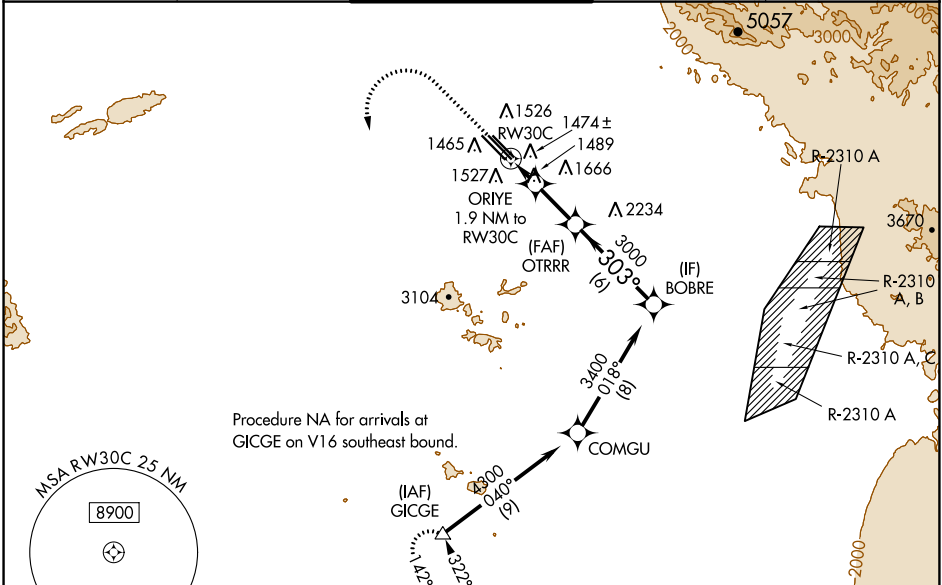 5057
2000
3000
3000
1526
RW30C
1474 ±
1465
1489
1527
1666
ORIYE
1.9 NM to
RW30C
2234
R-2310 A
3670
(FAF)
OTRRR
3000
303°
(6)
(IF)
BOBRE
R-2310
A, B
3104
R-2310 A, C
3400
018°
(8)
R-2310 A
Procedure NA for arrivals at
GICGE on V16 southeast bound.
COMGU
MSA RW30C 25 NM
8900
(IAF)
GICGE
4300
040°
(9)
142°
322°
2000